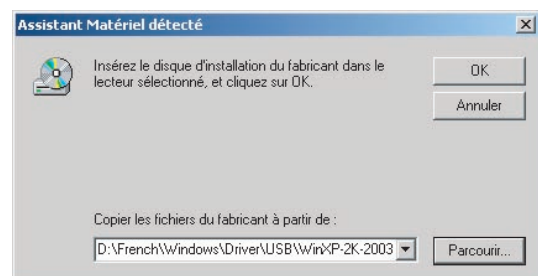 Assistant Matériel détecté
Insérez le disque d'installation du fabricant dans le
lecteur sélectionné, et cliquez sur OK.
OK
Annuler
Copier les fichiers du fabricant à partir de :
D:\French\Windows\Driver\USB\WinXP-2K-2003
Parcourir...